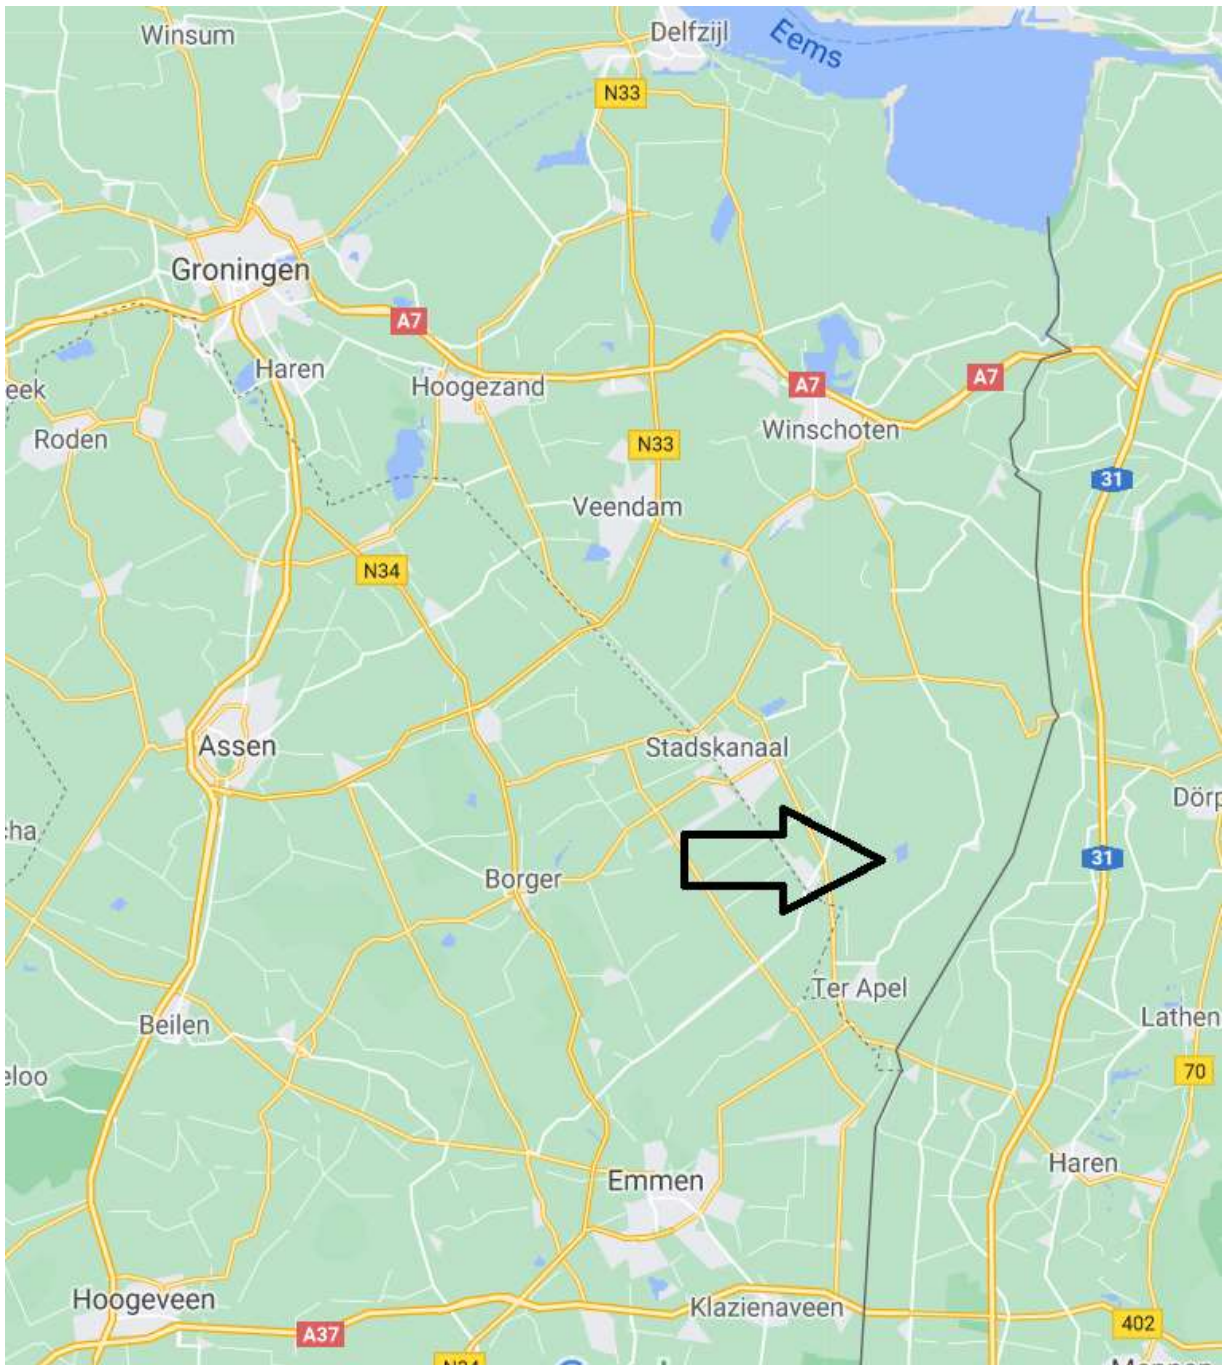 Winsum
Delfzijl
Eems
N33
Groningen
A7
Haren
Hoogezand
A7
A7
eek
Roden
Winschoten
N33
31
Veendam
N34
Assen
Stadskanaal
Dörp
cha
31
Borger
Ter Apel
Beilen
Lathen
eloo
70
Haren
Emmen
Hoogeveen
Klazienaveen
A37
402
N34